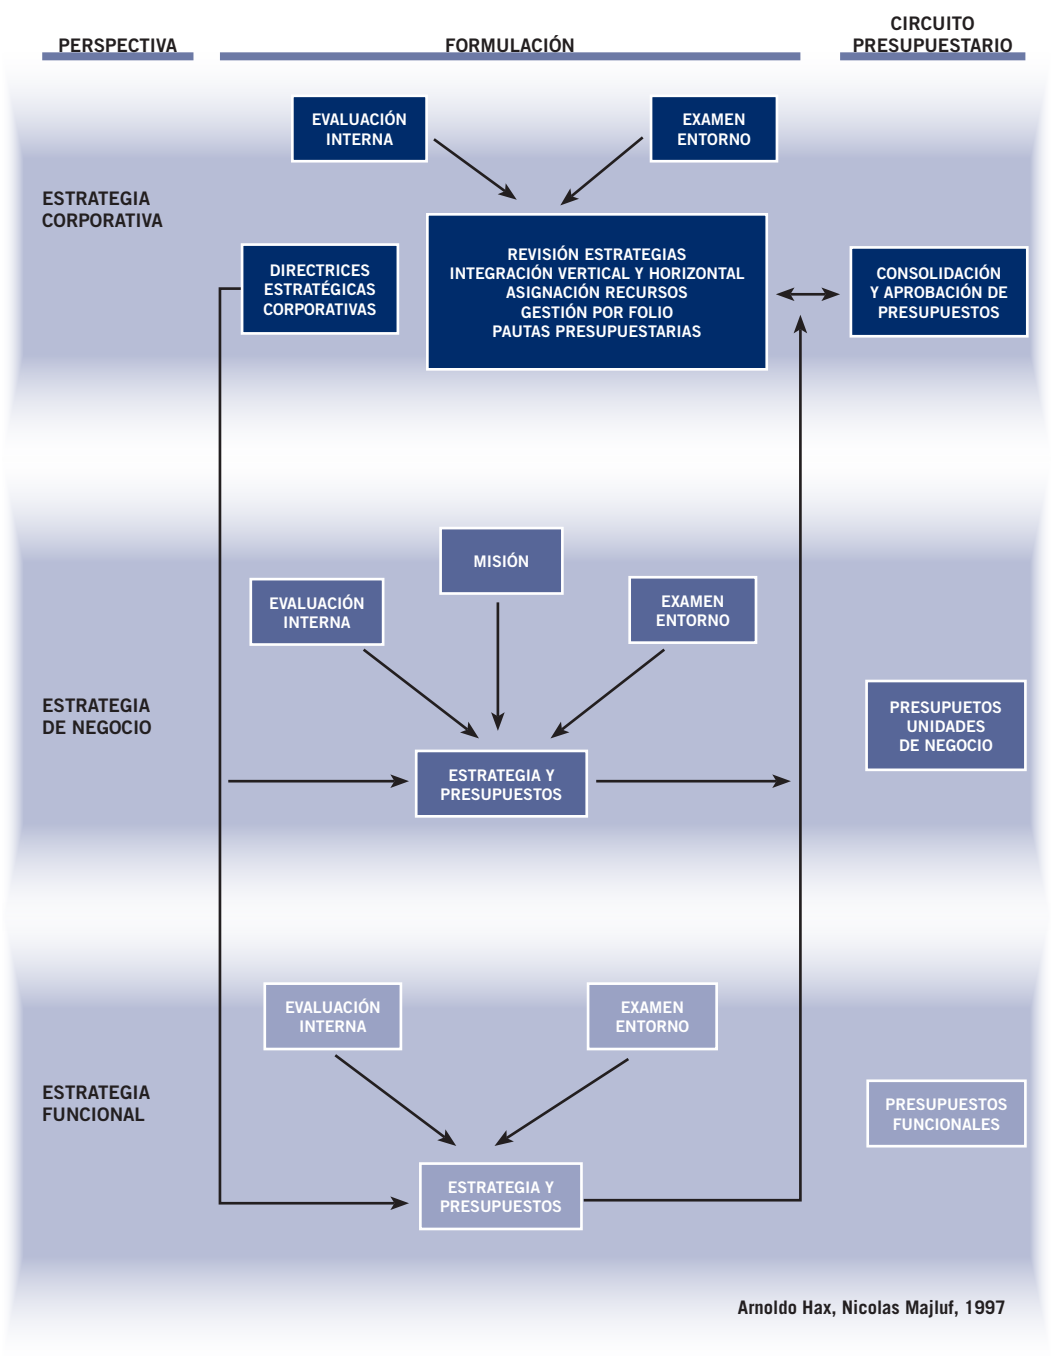 PERSPECTIVA
FORMULACIÓN
CIRCUITO
PRESUPUESTARIO
EVALUACIÓN
INTERNA
EXAMEN
ENTORNO
ESTRATEGIA
CORPORATIVA
DIRECTRICES
ESTRATÉGICAS
CORPORATIVAS
REVISIÓN ESTRATEGIAS
INTEGRACIÓN VERTICAL Y HORIZONTAL
ASIGNACIÓN RECURSOS
GESTIÓN POR FOLIO
PAUTAS PRESUPUESTARIAS
CONSOLIDACIÓN
Y APROBACIÓN DE
PRESUPUESTOS
MISIÓN
EVALUACIÓN
INTERNA
EXAMEN
ENTORNO
ESTRATEGIA
DE NEGOCIO
ESTRATEGIA Y
PRESUPUESTOS
PRESUPUETOS
UNIDADES
DE NEGOCIO
EVALUACIÓN
INTERNA
EXAMEN
ENTORNO
ESTRATEGIA
FUNCIONAL
ESTRATEGIA Y
PRESUPUESTOS
PRESUPUESTOS
FUNCIONALES
Arnoldo Hax, Nicolas Majluf, 1997